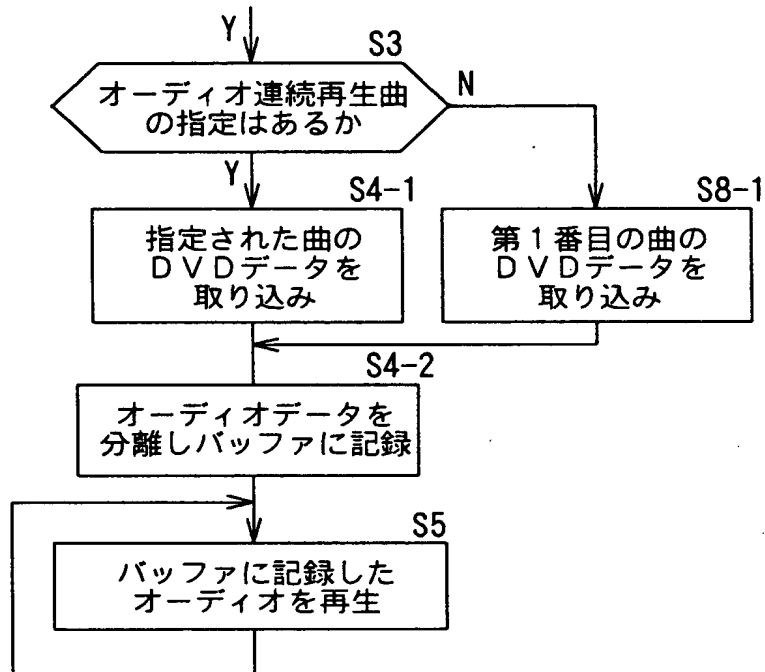 Y
S3
オーディオ連続再生曲
の指定はあるか
N
Y
S4-1
指定された曲の
ＤＶＤデータを
取り込み
S8-1
第１番目の曲の
ＤＶＤデータを
取り込み
S4-2
オーディオデータを
分離しバッファに記録
S5
バッファに記録した
オーディオを再生